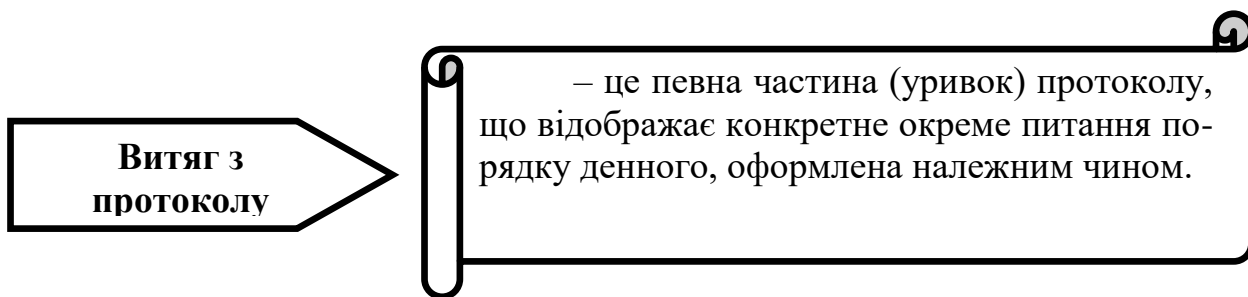 Витяг з
протоколу
– це певна частина (уривок) протоколу,
що відображає конкретне окреме питання по-
рядку денного, оформлена належним чином.